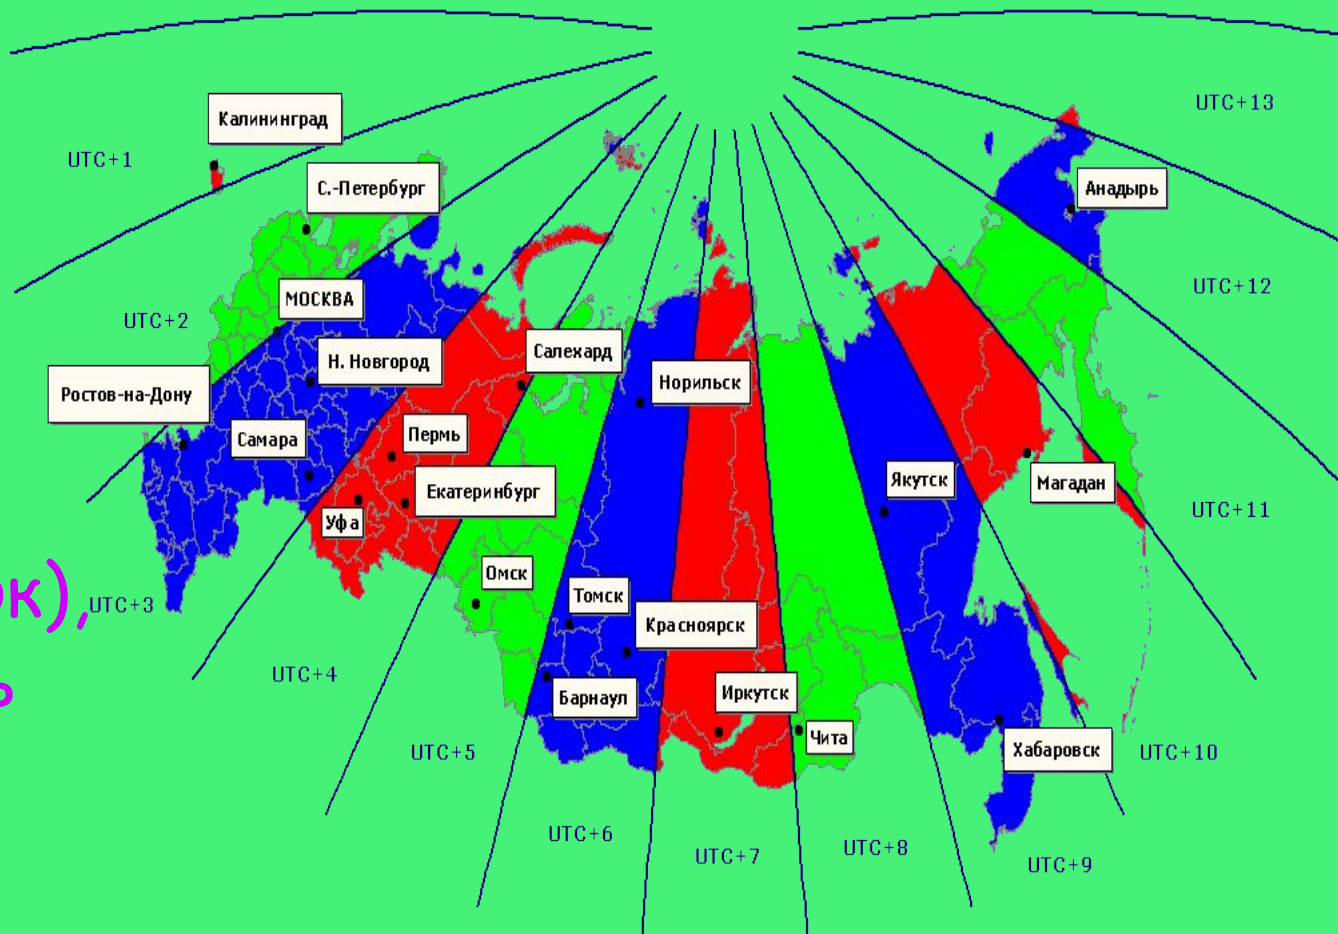 UTC+13
Калининград
UTC+1
С.-Петербург
Анадырь
UTC+12
МОСКВА
UTC+2
Н. Новгород
Салехард
Ростов-на-Дону
Норильск
Самара
Пермь
Якутск
Магадан
Екатеринбург
Уфа
UTC+11
Омск
Томск
ОК),
UTC+3
Красноярск
UTC+4
Барнаул
Иркутск
Ь
Чита
UTC+5
Хабаровск
UTC+10
UTC+6
UTC+7
UTC+8
UTC+9